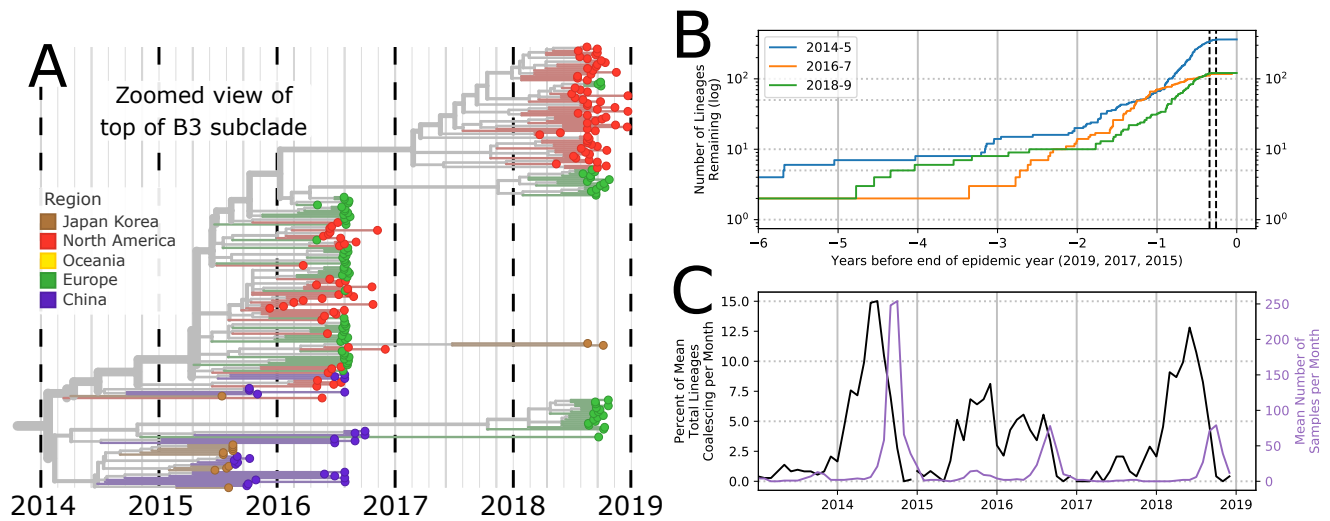 A
Zoomed view of
top of B3 subclade
Region
Japan Korea
North America
Oceania
Europe
China
2014
2015
2016
2017
2018
2019
B
2014-5
2016-7
2018-9
Number of Lineages
Remaining (log)
10²
10¹
10⁰
10²
10¹
10⁰
−6
−5
−4
−3
−2
−1
0
Years before end of epidemic year (2019, 2017, 2015)
C
Percent of Mean
Total Lineages
Coalescing per Month
15.0
12.5
10.0
7.5
5.0
2.5
0.0
250
200
150
100
50
0
Mean Number of
Samples per Month
2014
2015
2016
2017
2018
2019